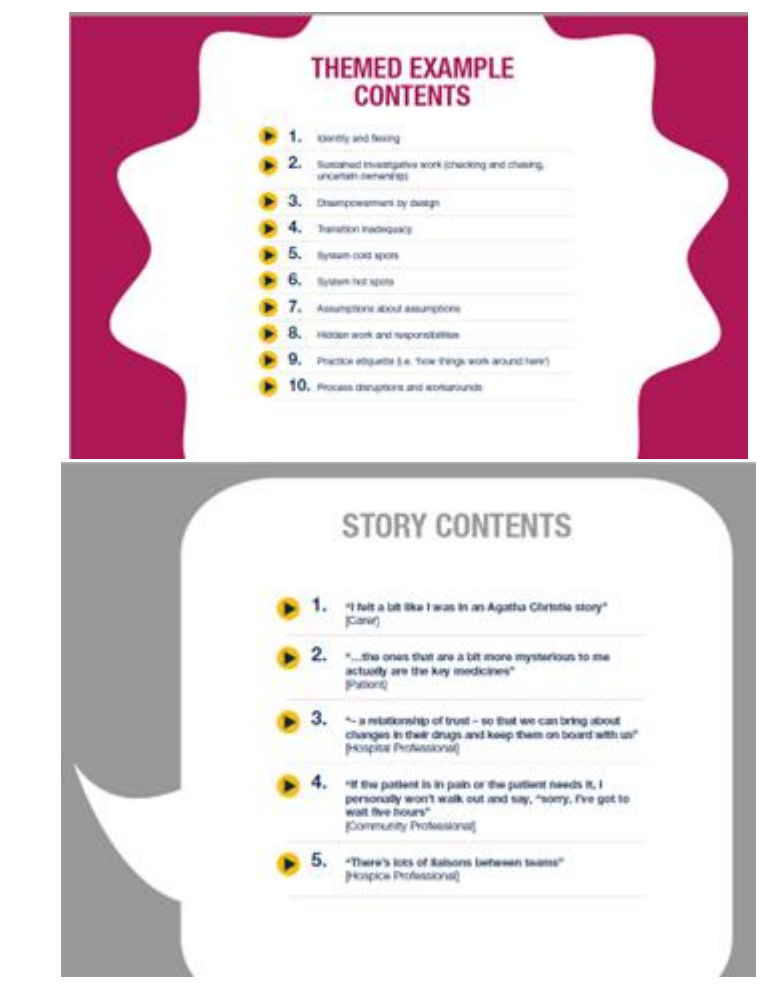 THEMED EXAMPLE
CONTENTS
1. Identity and flexing
2. Sustained investigative work (checking and chasing,
uncertain ownership)
3. Disempowerment by design
4. Transition inadequacy
5. System cold spots
6. System hot spots
7. Assumptions about assumptions
8. Hidden work and responsibilities
9. Practice etiquette (i.e. 'how things work around here')
10. Process disruptions and workarounds
STORY CONTENTS
1. "I felt a bit like I was in an Agatha Christie story"
[Carer]
2. "...the ones that are a bit more mysterious to me
actually are the key medicines"
[Patient]
3. "– a relationship of trust – so that we can bring about
changes in their drugs and keep them on board with us"
[Hospital Professional]
4. "If the patient is in pain or the patient needs it, I
personally won't walk out and say, "sorry, I've got to
wait five hours"
[Community Professional]
5. "There's lots of liaisons between teams"
[Hospice Professional]